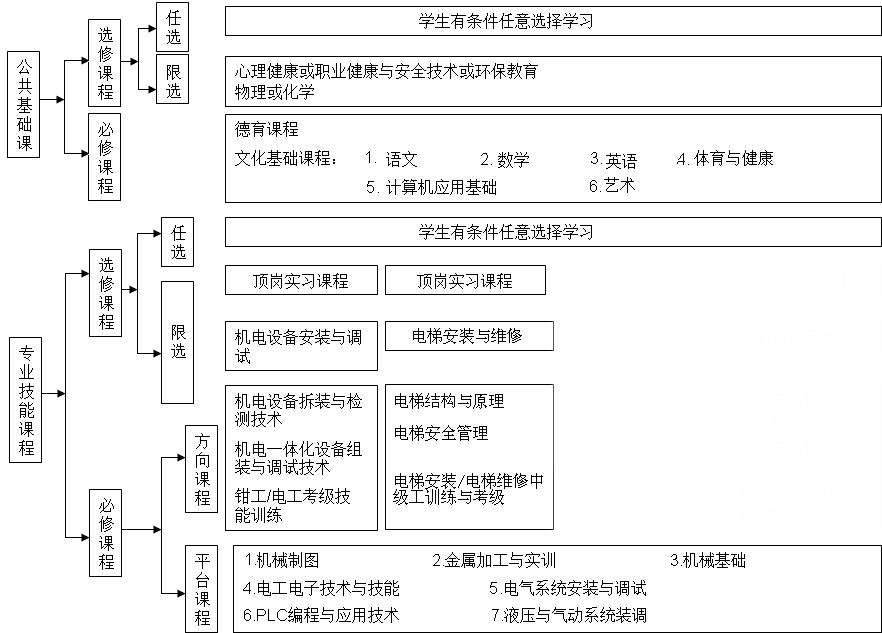 公共基础课
选修课程
任选
学生有条件任意选择学习
限选
心理健康或职业健康与安全技术或环保教育
物理或化学
必修课程
德育课程
文化基础课程： 1. 语文 2. 数学 3. 英语 4. 体育与健康
5. 计算机应用基础 6.艺术
专业技能课程
选修课程
任选
学生有条件任意选择学习
限选
顶岗实习课程
顶岗实习课程
机电设备安装与调
试
电梯安装与维修
必修课程
方向课程
机电设备拆装与检
测技术
机电一体化设备组
装与调试技术
钳工/电工考级技
能训练
电梯结构与原理
电梯安全管理
电梯安装/电梯维修中
级工训练与考级
平台课程
1.机械制图 2.金属加工与实训 3.机械基础
4.电工电子技术与技能 5.电气系统安装与调试
6.PLC编程与应用技术 7.液压与气动系统装调